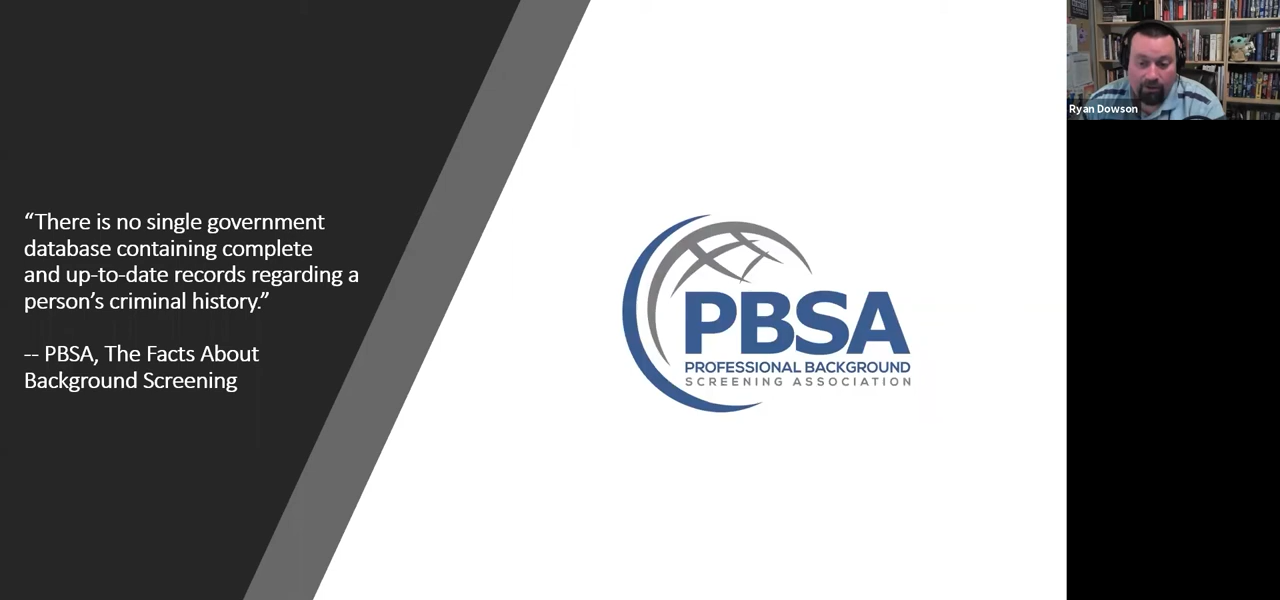 “There is no single government
database containing complete
and up-to-date records regarding a
person’s criminal history.”
-- PBSA, The Facts About
Background Screening
PBSA
PROFESSIONAL BACKGROUND
SCREENING ASSOCIATION
Ryan Dowson